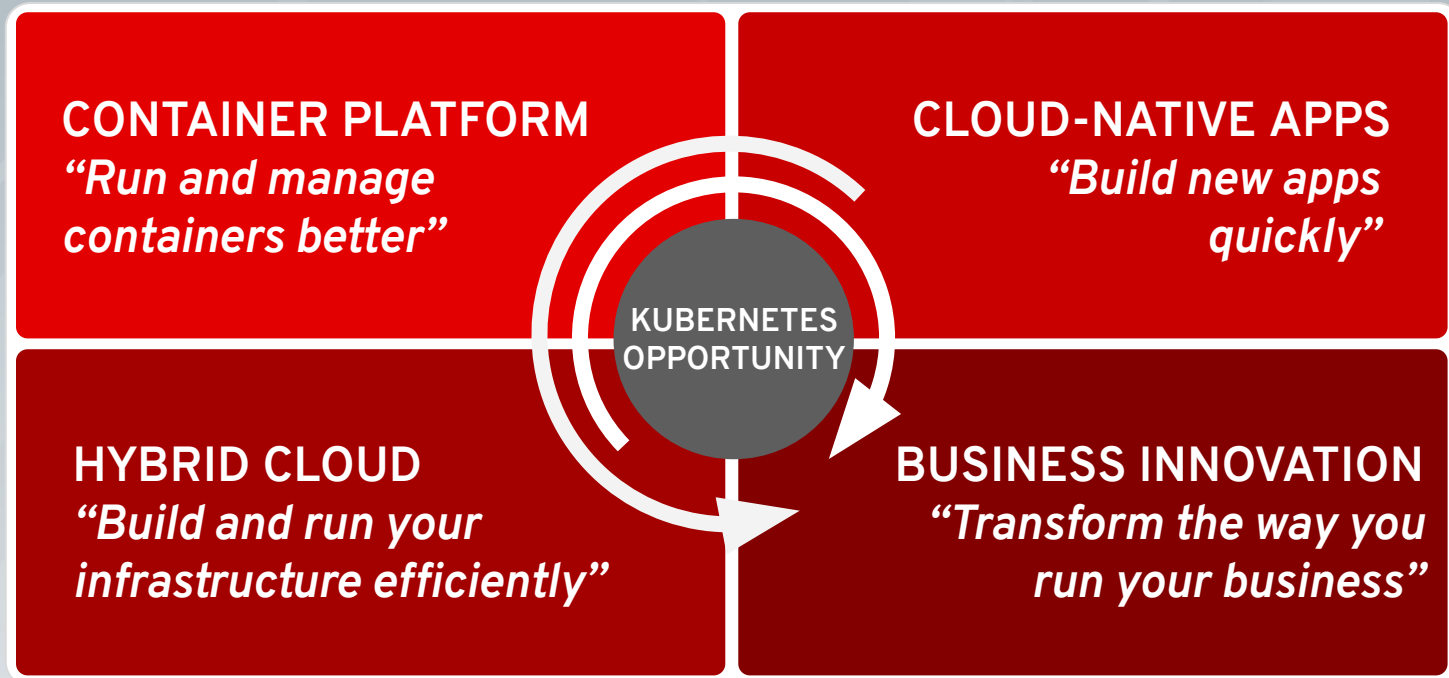 CONTAINER PLATFORM
“Run and manage
containers better”
CLOUD-NATIVE APPS
“Build new apps
quickly”
KUBERNETES
OPPORTUNITY
HYBRID CLOUD
“Build and run your
infrastructure efficiently”
BUSINESS INNOVATION
“Transform the way you
run your business”